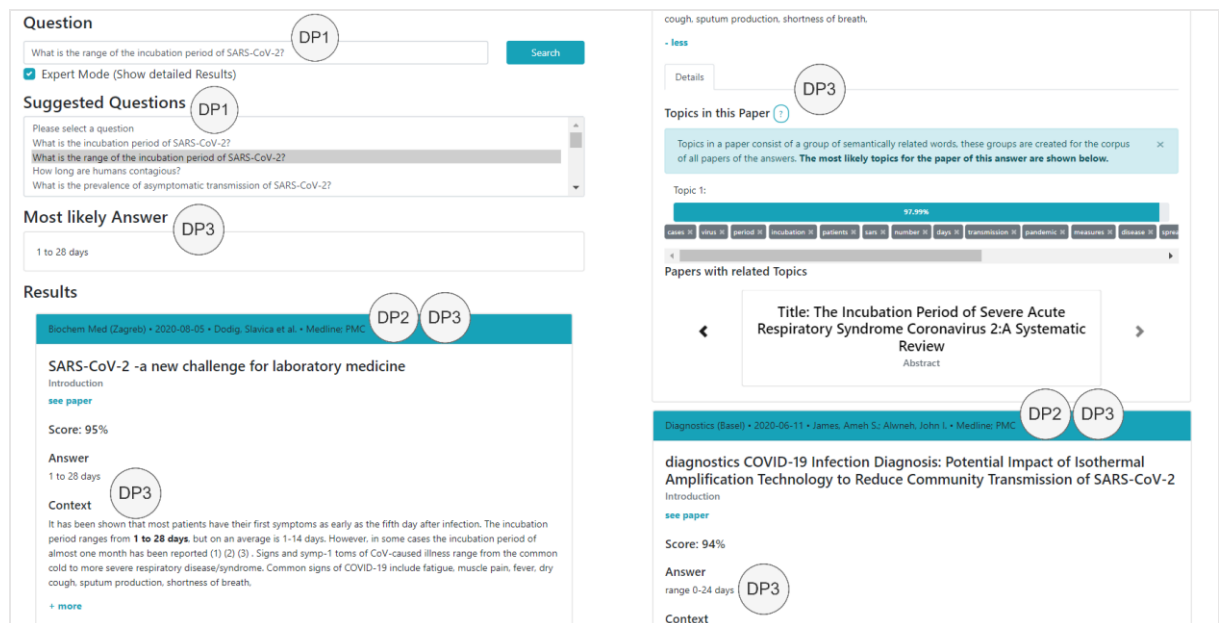 Question
DP1
What is the range of the incubation period of SARS-CoV-2?
Search
Expert Mode (Show detailed Results)
Suggested Questions
DP1
Please select a question
What is the incubation period of SARS-CoV-2?
What is the range of the incubation period of SARS-CoV-2?
How long are humans contagious?
What is the prevalence of asymptomatic transmission of SARS-CoV-2?
Most likely Answer
DP3
1 to 28 days
Results
DP2
DP3
Biochem Med (Zagreb) • 2020-08-05 • Dodig, Slavica et al. • Medline: PMC
SARS-CoV-2 -a new challenge for laboratory medicine
Introduction
see paper
Score: 95%
Answer
1 to 28 days
DP3
Context
It has been shown that most patients have their first symptoms as early as the fifth day after infection. The incubation
period ranges from 1 to 28 days, but on an average is 1-14 days. However, in some cases the incubation period of
almost one month has been reported (1) (2) (3) . Signs and symp-1 toms of CoV-caused illness range from the common
cold to more severe respiratory disease/syndrome. Common signs of COVID-19 include fatigue, muscle pain, fever, dry
cough, sputum production, shortness of breath.
+ more
cough, sputum production, shortness of breath.
- less
Details
DP3
Topics in this Paper ?
Topics in a paper consist of a group of semantically related words, these groups are created for the corpus ×
of all papers of the answers. The most likely topics for the paper of this answer are shown below.
Topic 1:
97.99%
cases × virus × period × incubation × patients × sars × number × days × transmission × pandemic × measures × disease × sprea
Papers with related Topics
Title: The Incubation Period of Severe Acute
Respiratory Syndrome Coronavirus 2:A Systematic
Review
Abstract
DP2
DP3
Diagnostics (Basel) • 2020-06-11 • James, Ameh S.; Alwneh, John I. • Medline: PMC
diagnostics COVID-19 Infection Diagnosis: Potential Impact of Isothermal
Amplification Technology to Reduce Community Transmission of SARS-CoV-2
Introduction
see paper
Score: 94%
Answer
range 0-24 days
DP3
Context